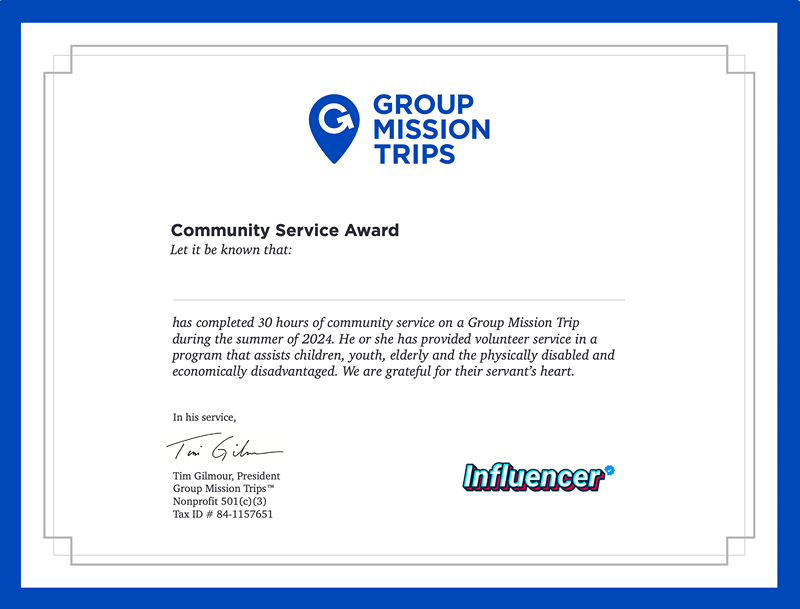 GROUP
MISSION
TRIPS
Community Service Award
Let it be known that:
has completed 30 hours of community service on a Group Mission Trip
during the summer of 2024. He or she has provided volunteer service in a
program that assists children, youth, elderly and the physically disabled and
economically disadvantaged. We are grateful for their servant’s heart.
In his service,
Tim Gilmour
Tim Gilmour, President
Group Mission Trips™
Nonprofit 501(c)(3)
Tax ID # 84-1157651
Influencer